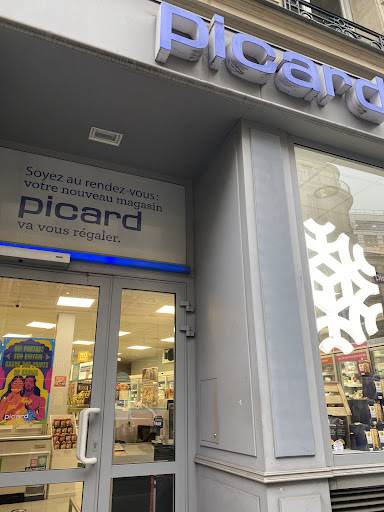 picard
Soyez au rendez-vous :
votre nouveau magasin
picard
va vous régaler.
picard